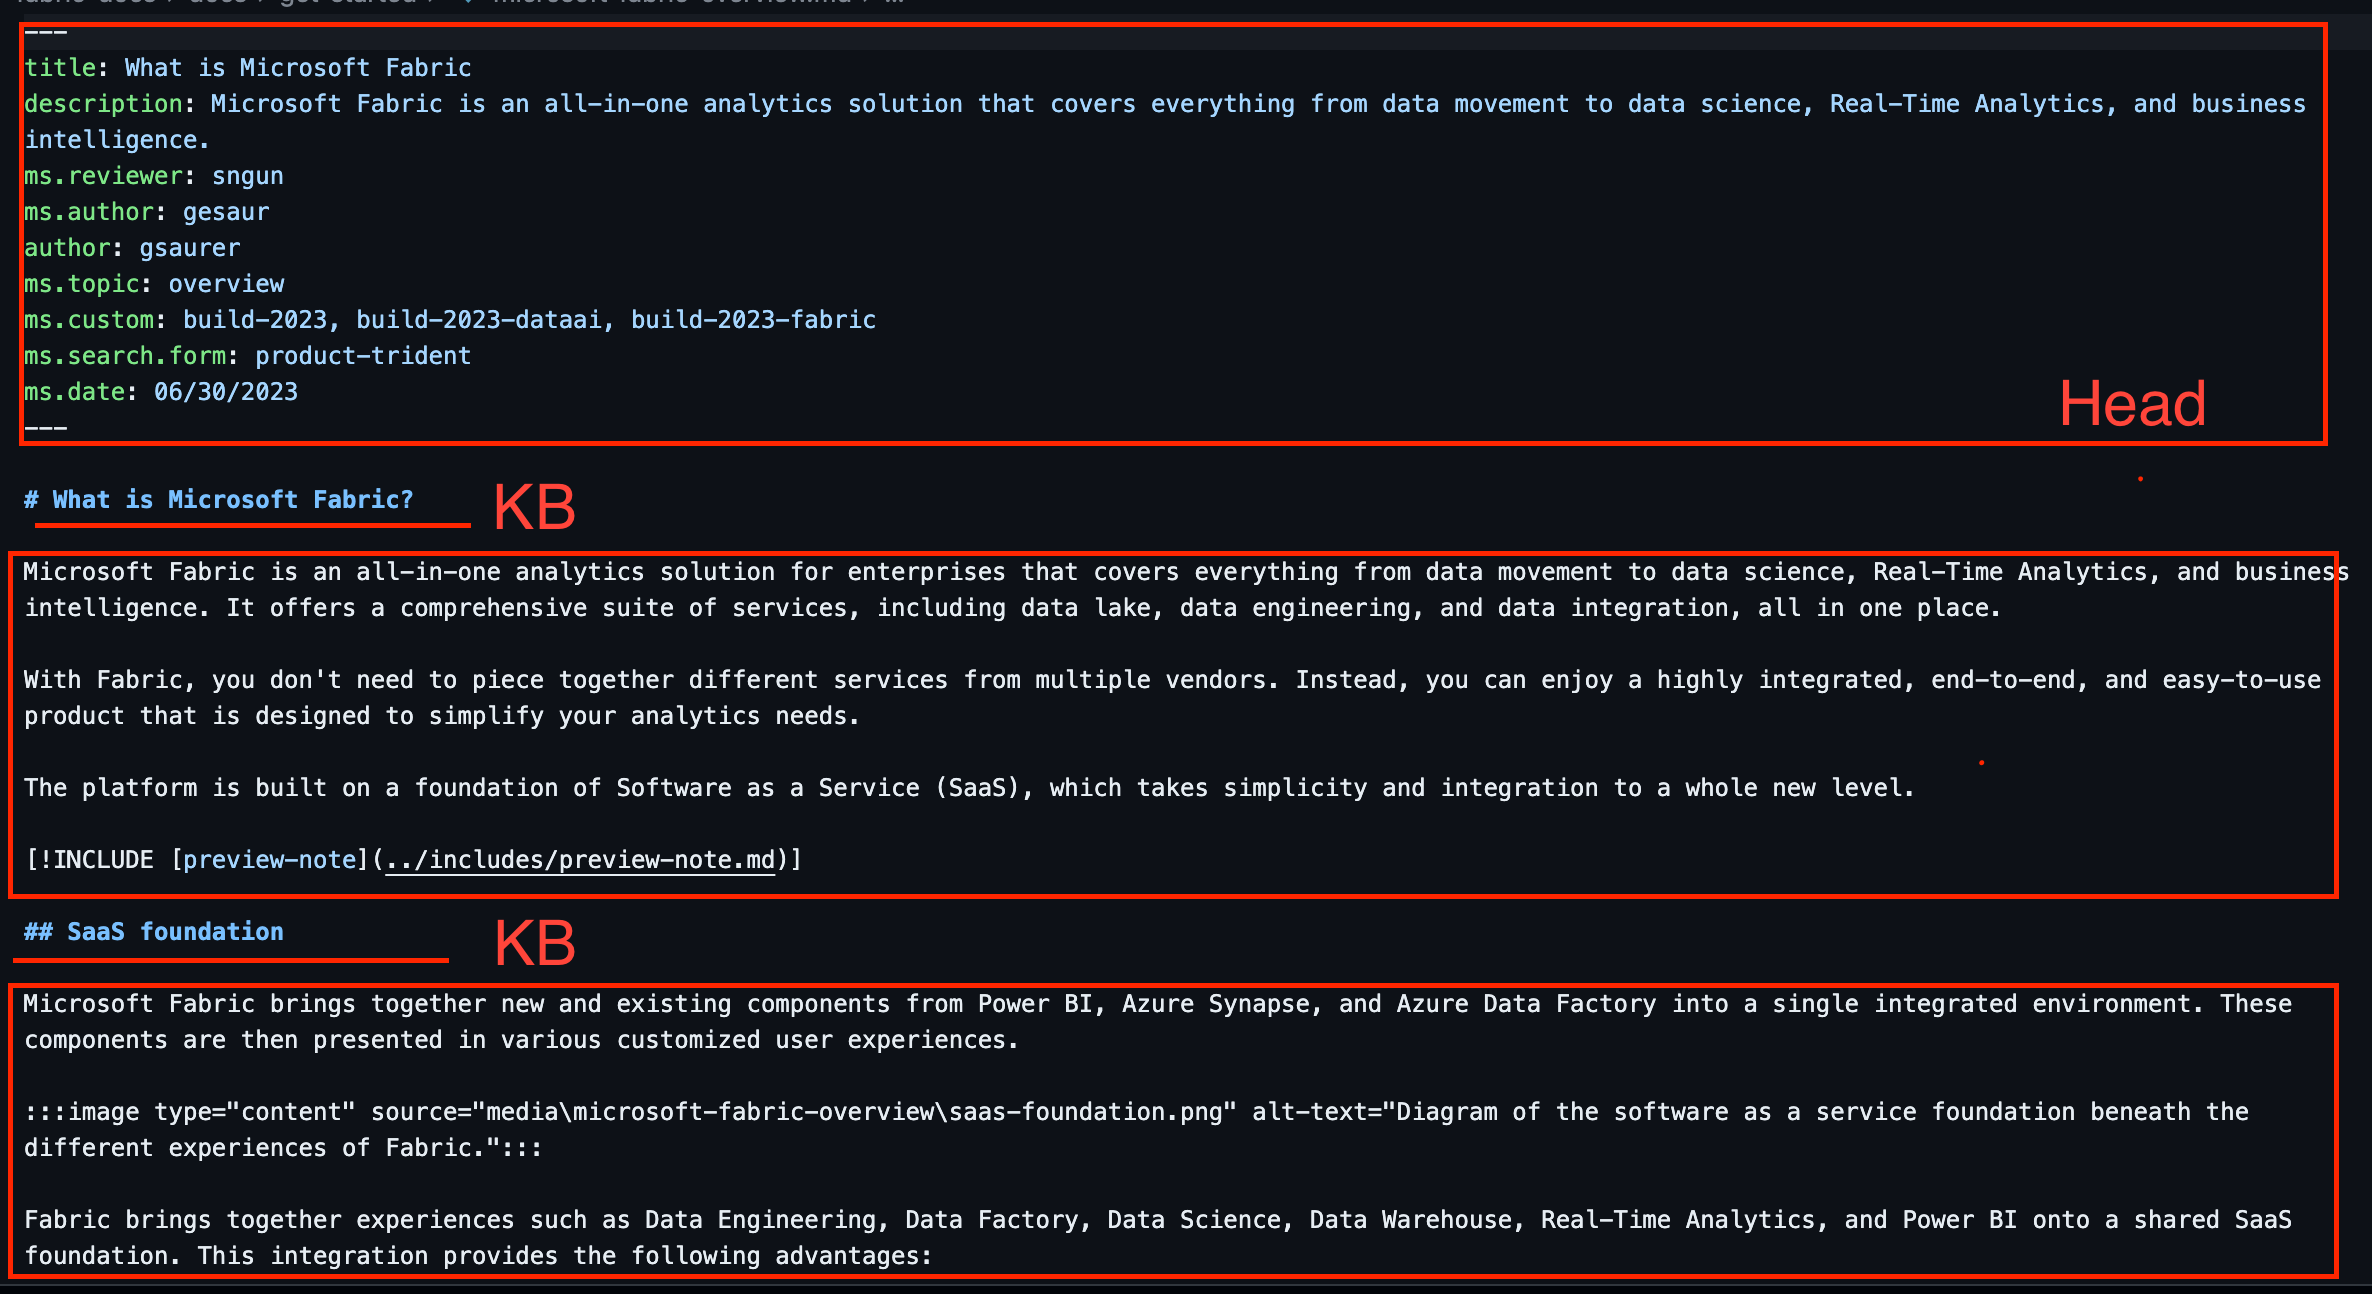 ---
title: What is Microsoft Fabric
description: Microsoft Fabric is an all-in-one analytics solution that covers everything from data movement to data science, Real-Time Analytics, and business
intelligence.
ms.reviewer: sngun
ms.author: gesaur
author: gsaurer
ms.topic: overview
ms.custom: build-2023, build-2023-dataai, build-2023-fabric
ms.search.form: product-trident
ms.date: 06/30/2023
Head
---
# What is Microsoft Fabric? KB
Microsoft Fabric is an all-in-one analytics solution for enterprises that covers everything from data movement to data science, Real-Time Analytics, and business
intelligence. It offers a comprehensive suite of services, including data lake, data engineering, and data integration, all in one place.
With Fabric, you don't need to piece together different services from multiple vendors. Instead, you can enjoy a highly integrated, end-to-end, and easy-to-use
product that is designed to simplify your analytics needs.
The platform is built on a foundation of Software as a Service (SaaS), which takes simplicity and integration to a whole new level.
[!INCLUDE [preview-note](../includes/preview-note.md)]
## SaaS foundation KB
Microsoft Fabric brings together new and existing components from Power BI, Azure Synapse, and Azure Data Factory into a single integrated environment. These
components are then presented in various customized user experiences.
:::image type="content" source="media\microsoft-fabric-overview\saas-foundation.png" alt-text="Diagram of the software as a service foundation beneath the
different experiences of Fabric.":::
Fabric brings together experiences such as Data Engineering, Data Factory, Data Science, Data Warehouse, Real-Time Analytics, and Power BI onto a shared SaaS
foundation. This integration provides the following advantages: